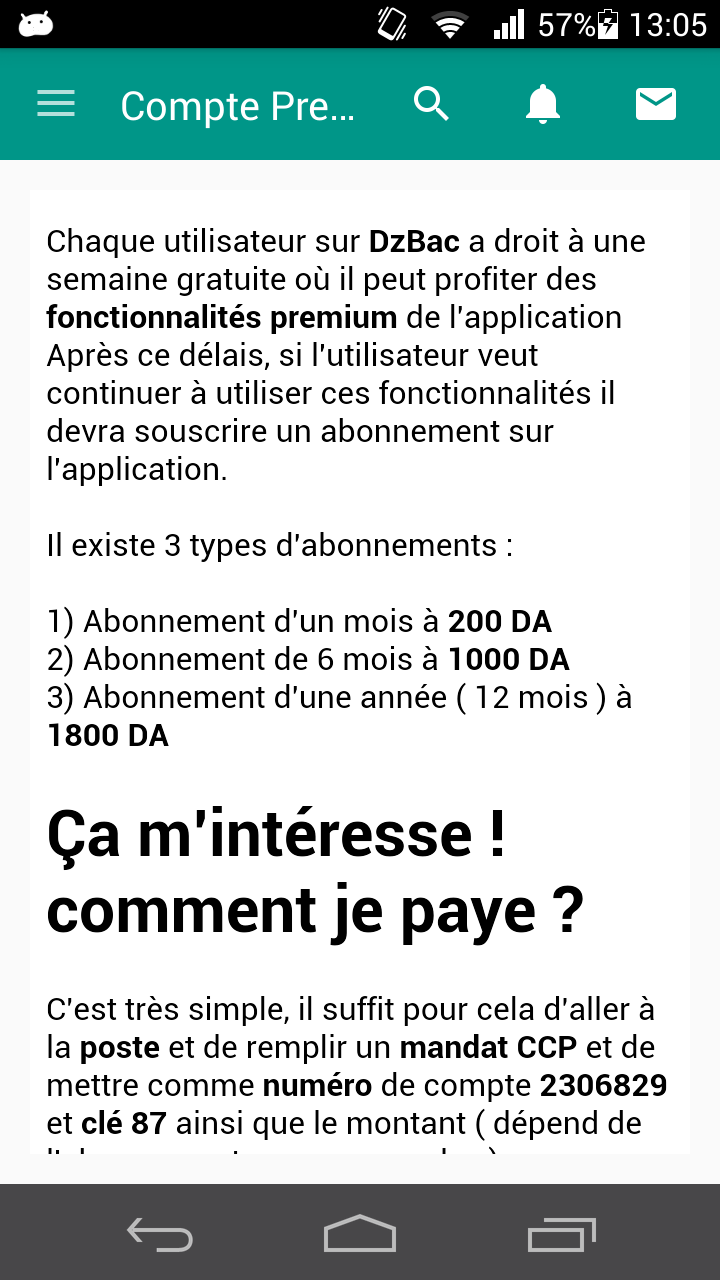 57% 13:05
Compte Pre...
Chaque utilisateur sur DzBac a droit à une
semaine gratuite où il peut profiter des
fonctionnalités premium de l'application
Après ce délais, si l'utilisateur veut
continuer à utiliser ces fonctionnalités il
devra souscrire un abonnement sur
l'application.
Il existe 3 types d'abonnements :
1) Abonnement d'un mois à 200 DA
2) Abonnement de 6 mois à 1000 DA
3) Abonnement d'une année ( 12 mois ) à
1800 DA
Ça m'intéresse !
comment je paye ?
C'est très simple, il suffit pour cela d'aller à
la poste et de remplir un mandat CCP et de
mettre comme numéro de compte 2306829
et clé 87 ainsi que le montant ( dépend de